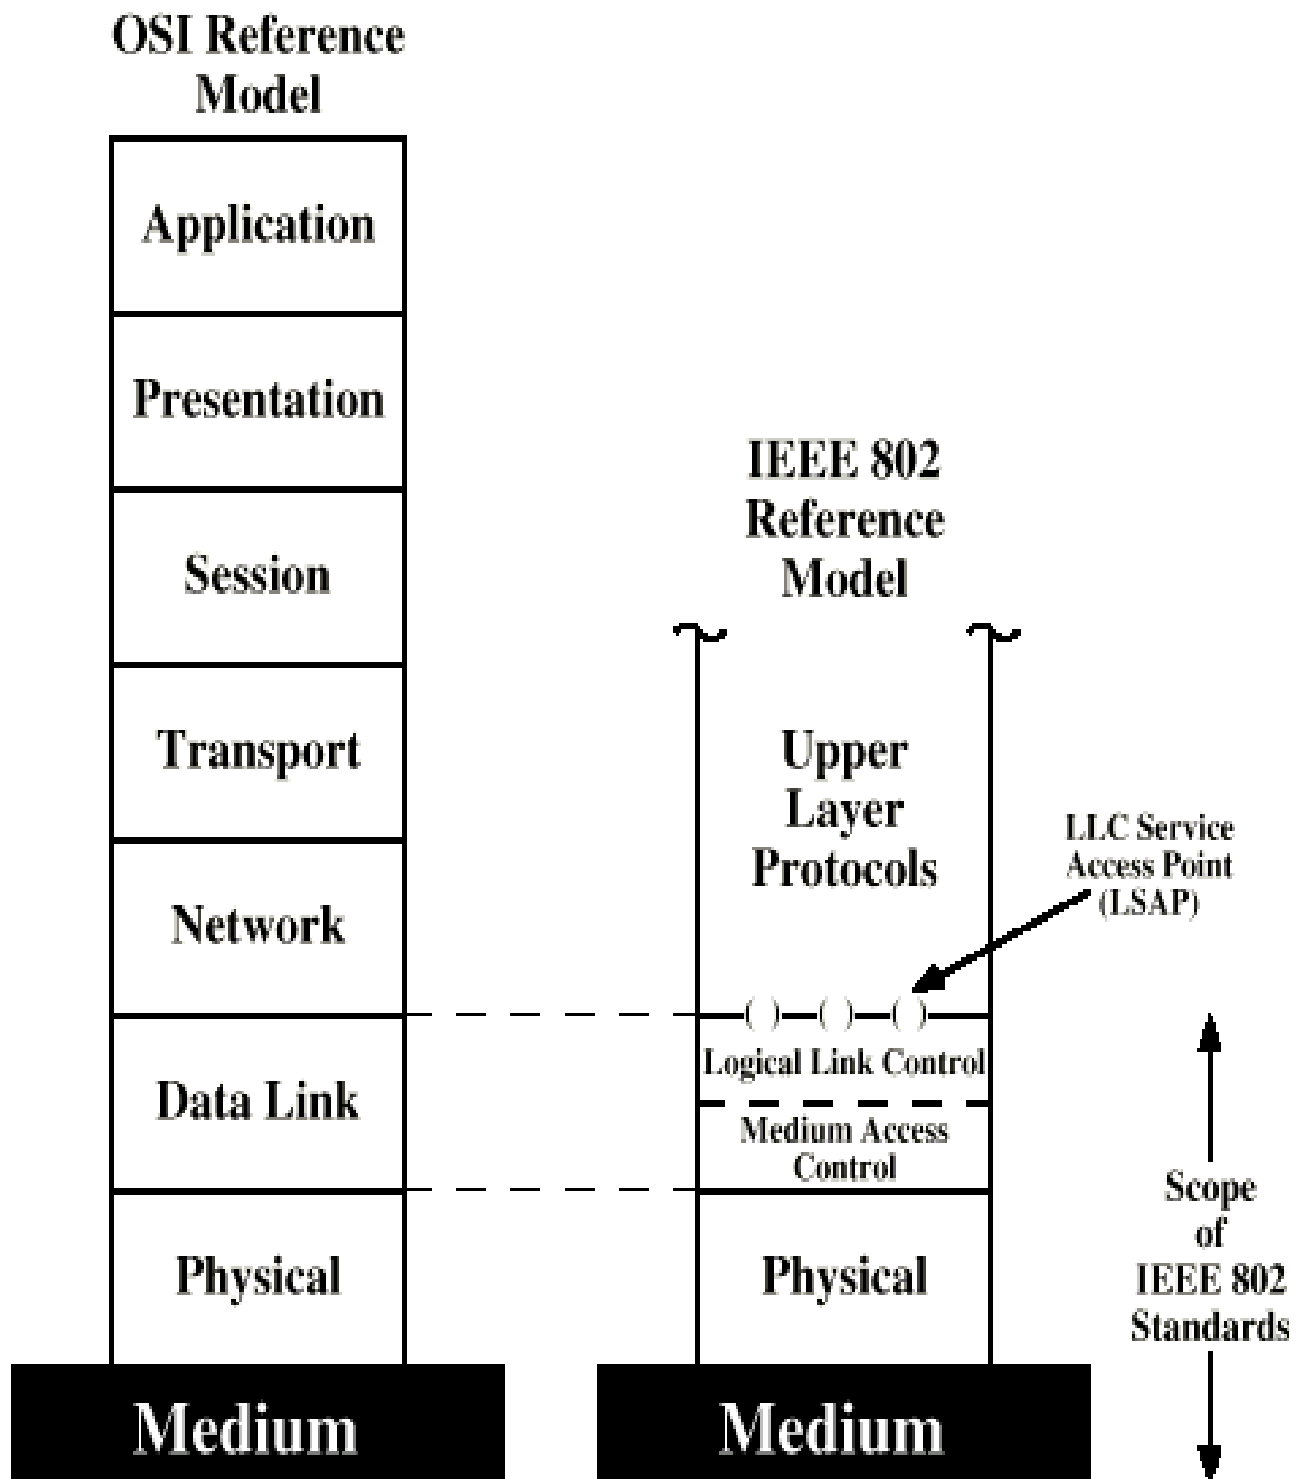 OSI Reference
Model
Application
Presentation
Session
Transport
Network
Data Link
Physical
Medium
IEEE 802
Reference
Model
Upper
Layer
Protocols
LLC Service
Access Point
(LSAP)
Logical Link Control
Medium Access
Control
Physical
Medium
Scope
of
IEEE 802
Standards